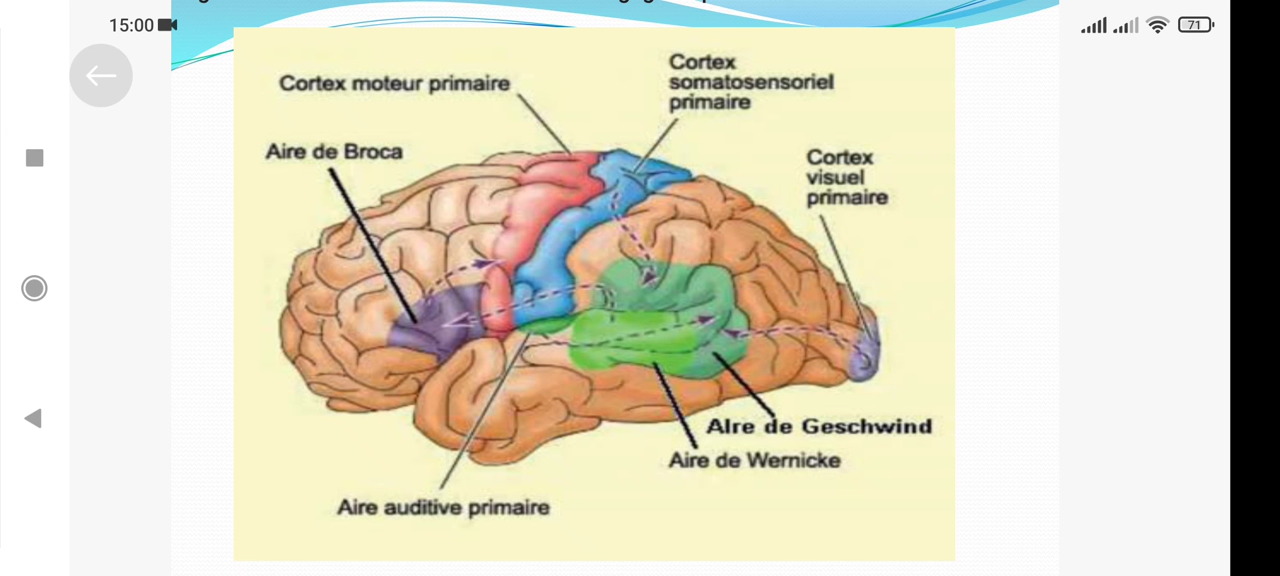 15:00
71
Cortex moteur primaire
Cortex
somatosensoriel
primaire
Aire de Broca
Cortex
visuel
primaire
AIre de Geschwind
Aire de Wernicke
Aire auditive primaire